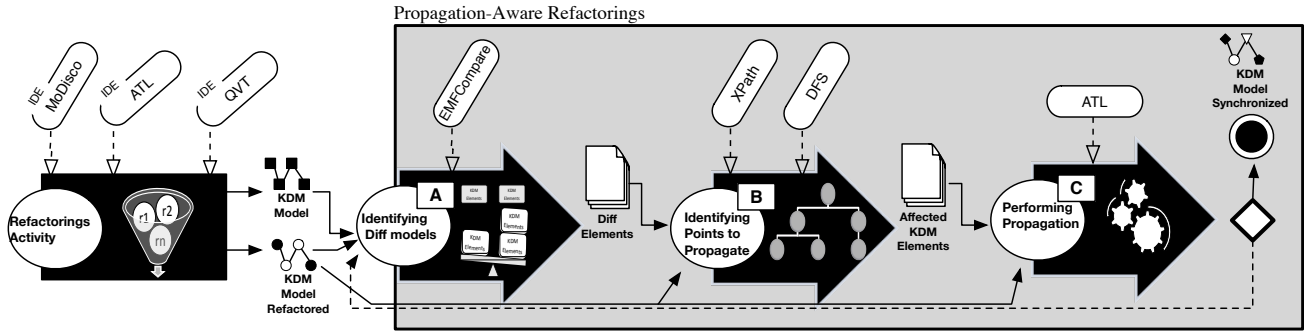 Propagation-Aware Refactorings
IDE
MoDisco
IDE
ATL
IDE
QVT
EMFCompare
XPath
DFS
ATL
KDM
Model
Synchronized
Refactorings
Activity
r1
r2
rn
KDM
Model
KDM
Model
Refactored
A
Identifying
Diff models
KDM
Elements
KDM
Elements
KDM
Elements
KDM
Elements
KDM
Elements
Diff
Elements
B
Identifying
Points to
Propagate
Affected
KDM
Elements
C
Performing
Propagation